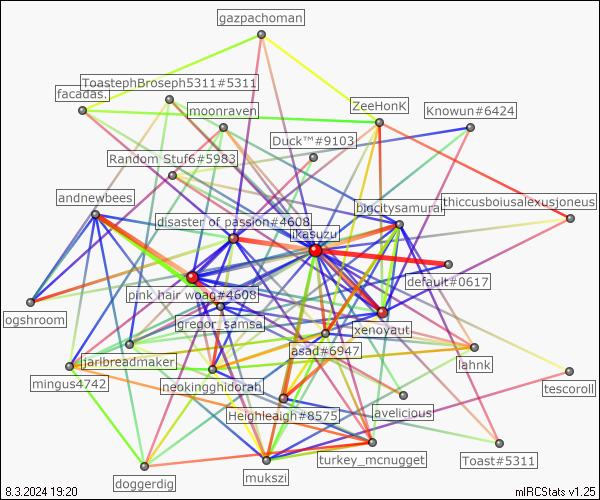 gazpachoman
ToastephBroseph5311#5311
facadas.
moonraven
ZeeHonK
Knowun#6424
Duck™#9103
Random Stuf6#5983
andnewbees
thiccusboiusalexusjoneus
bigcitysamurai
disaster of passion#4608
ikasuzu
default#0617
pink hair woag#4608
ogshroom
gregor_samsa
xenoyaut
asad#6947
jarlbreadmaker
lahnk
mingus4742
neokingghidorah
tescoroll
Heighleaigh#8575
avelicious
turkey_mcnugget
Toast#5311
mukszi
doggerdig
8.3.2024 19:20
mIRCStats v1.25